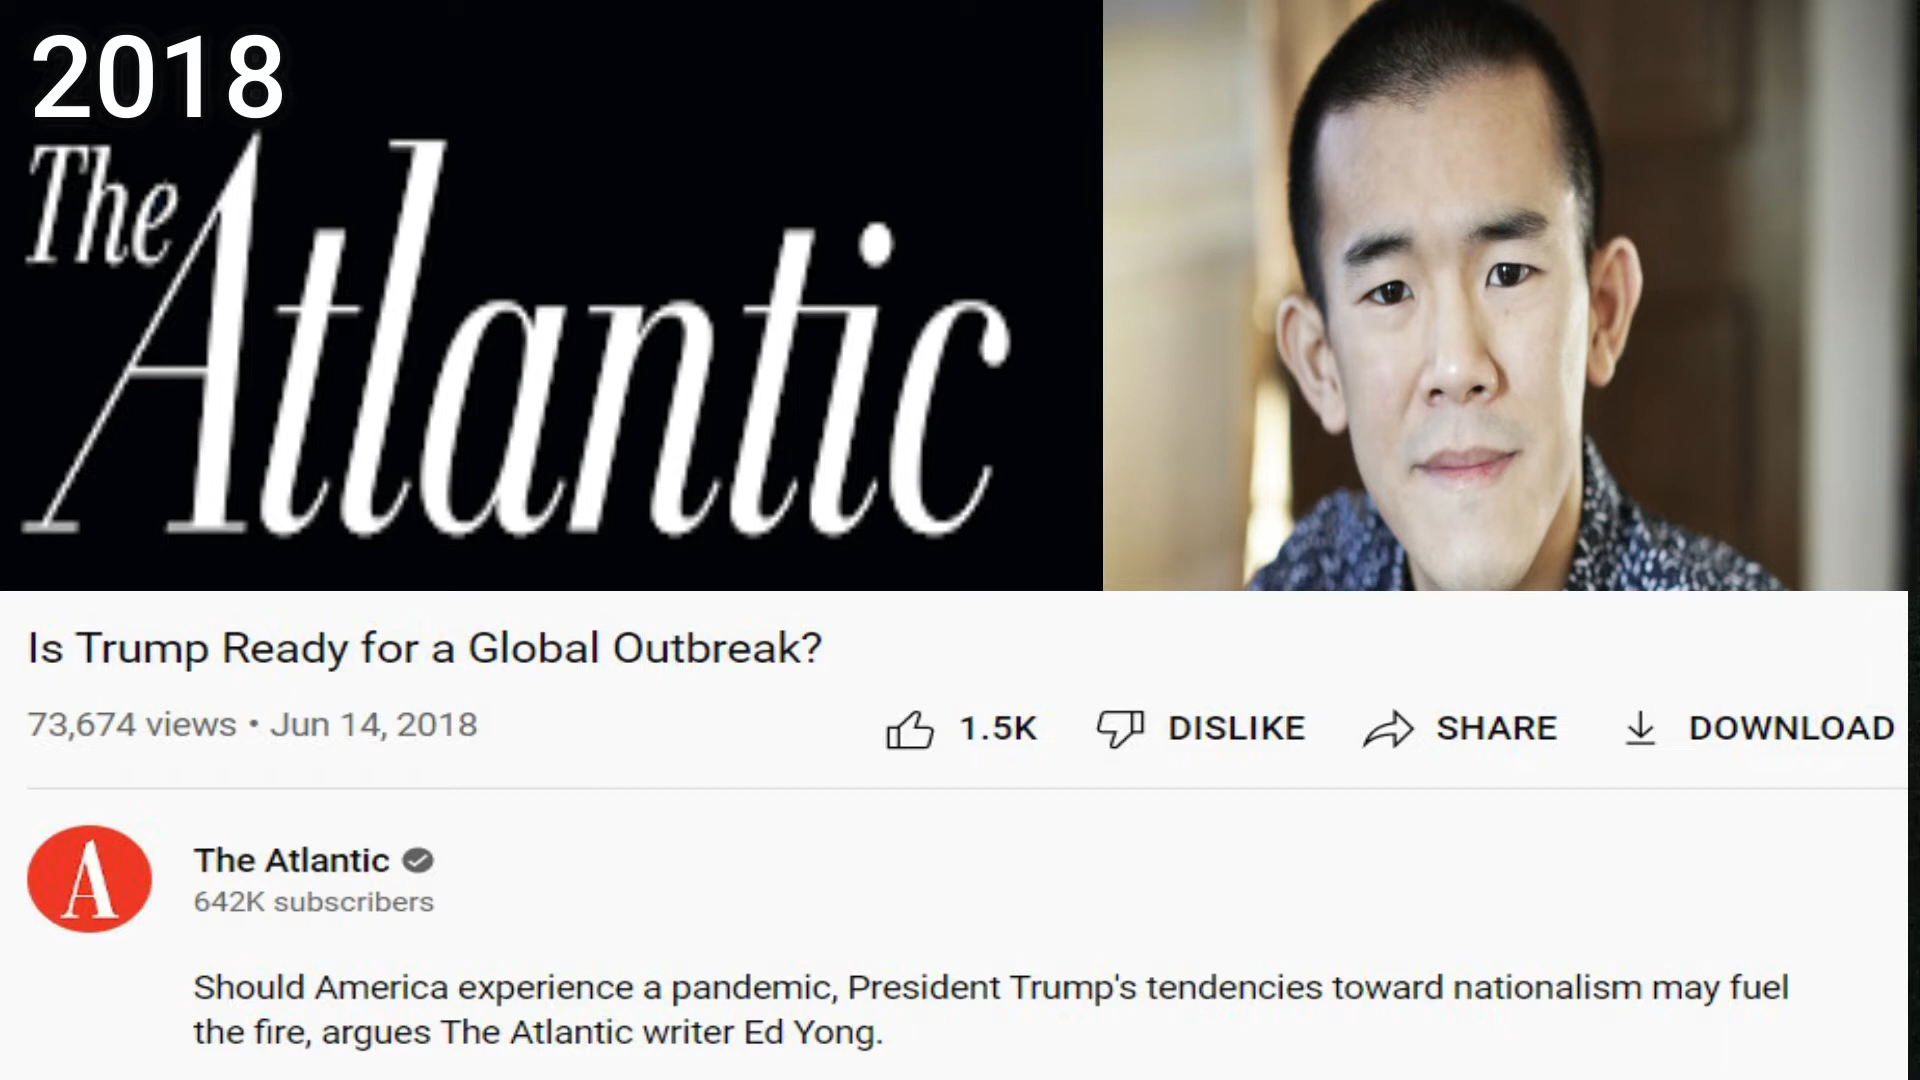 2018
The Atlantic
Is Trump Ready for a Global Outbreak?
73,674 views • Jun 14, 2018
1.5K DISLIKE SHARE DOWNLOAD
A
The Atlantic
642K subscribers
Should America experience a pandemic, President Trump's tendencies toward nationalism may fuel
the fire, argues The Atlantic writer Ed Yong.